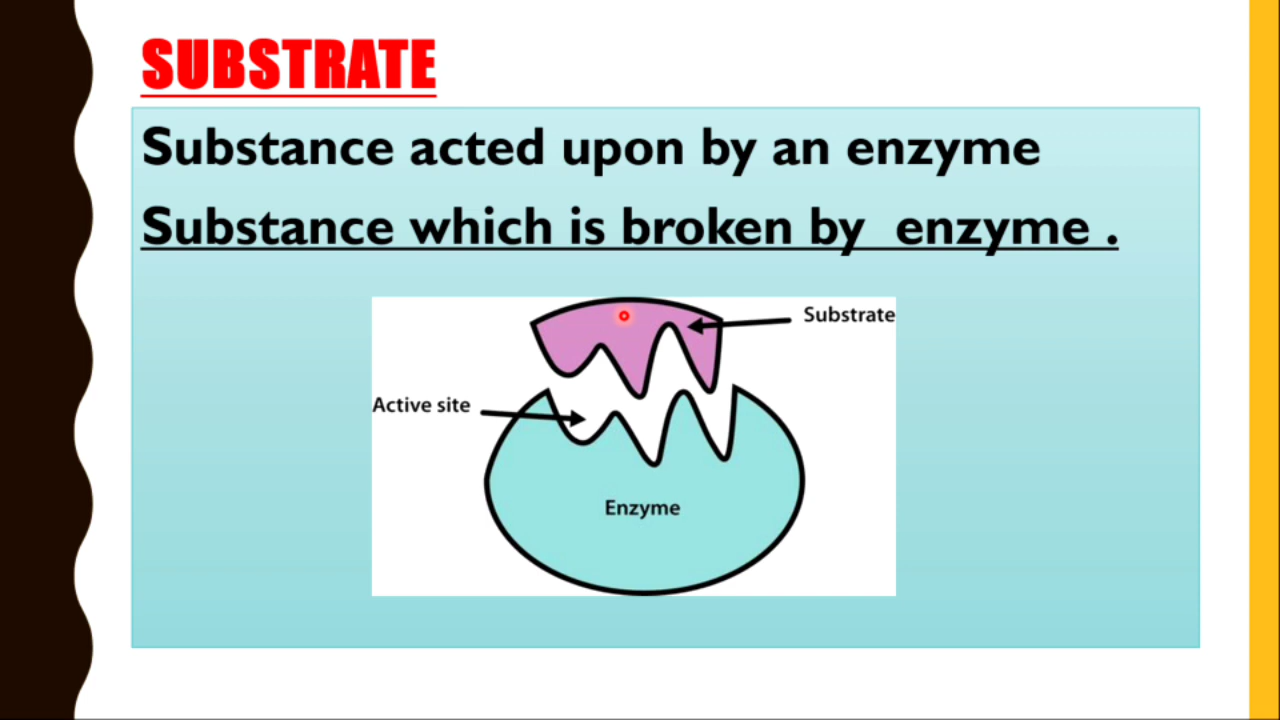 SUBSTRATE
Substance acted upon by an enzyme
Substance which is broken by  enzyme .
Substrate
Active site
Enzyme